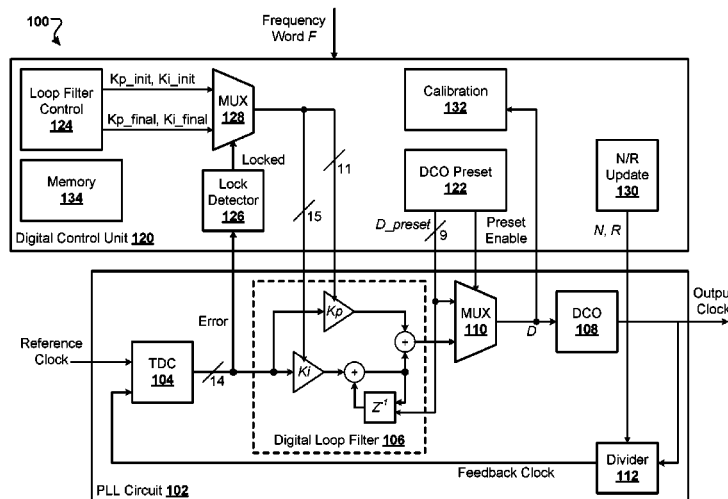 100
Frequency
Word F
Loop Filter
Control
124
Kp_init, Ki_init
Kp_final, Ki_final
MUX
128
Calibration
132
Memory
134
Locked
Lock
Detector
126
11
15
DCO Preset
122
N/R
Update
130
D_preset
9
Preset
Enable
N, R
Digital Control Unit 120
Output
Clock
Reference
Clock
Error
TDC
104
14
Kp
Ki
+
+
Z-1
Digital Loop Filter 106
MUX
110
D
DCO
108
Feedback Clock
Divider
112
PLL Circuit 102